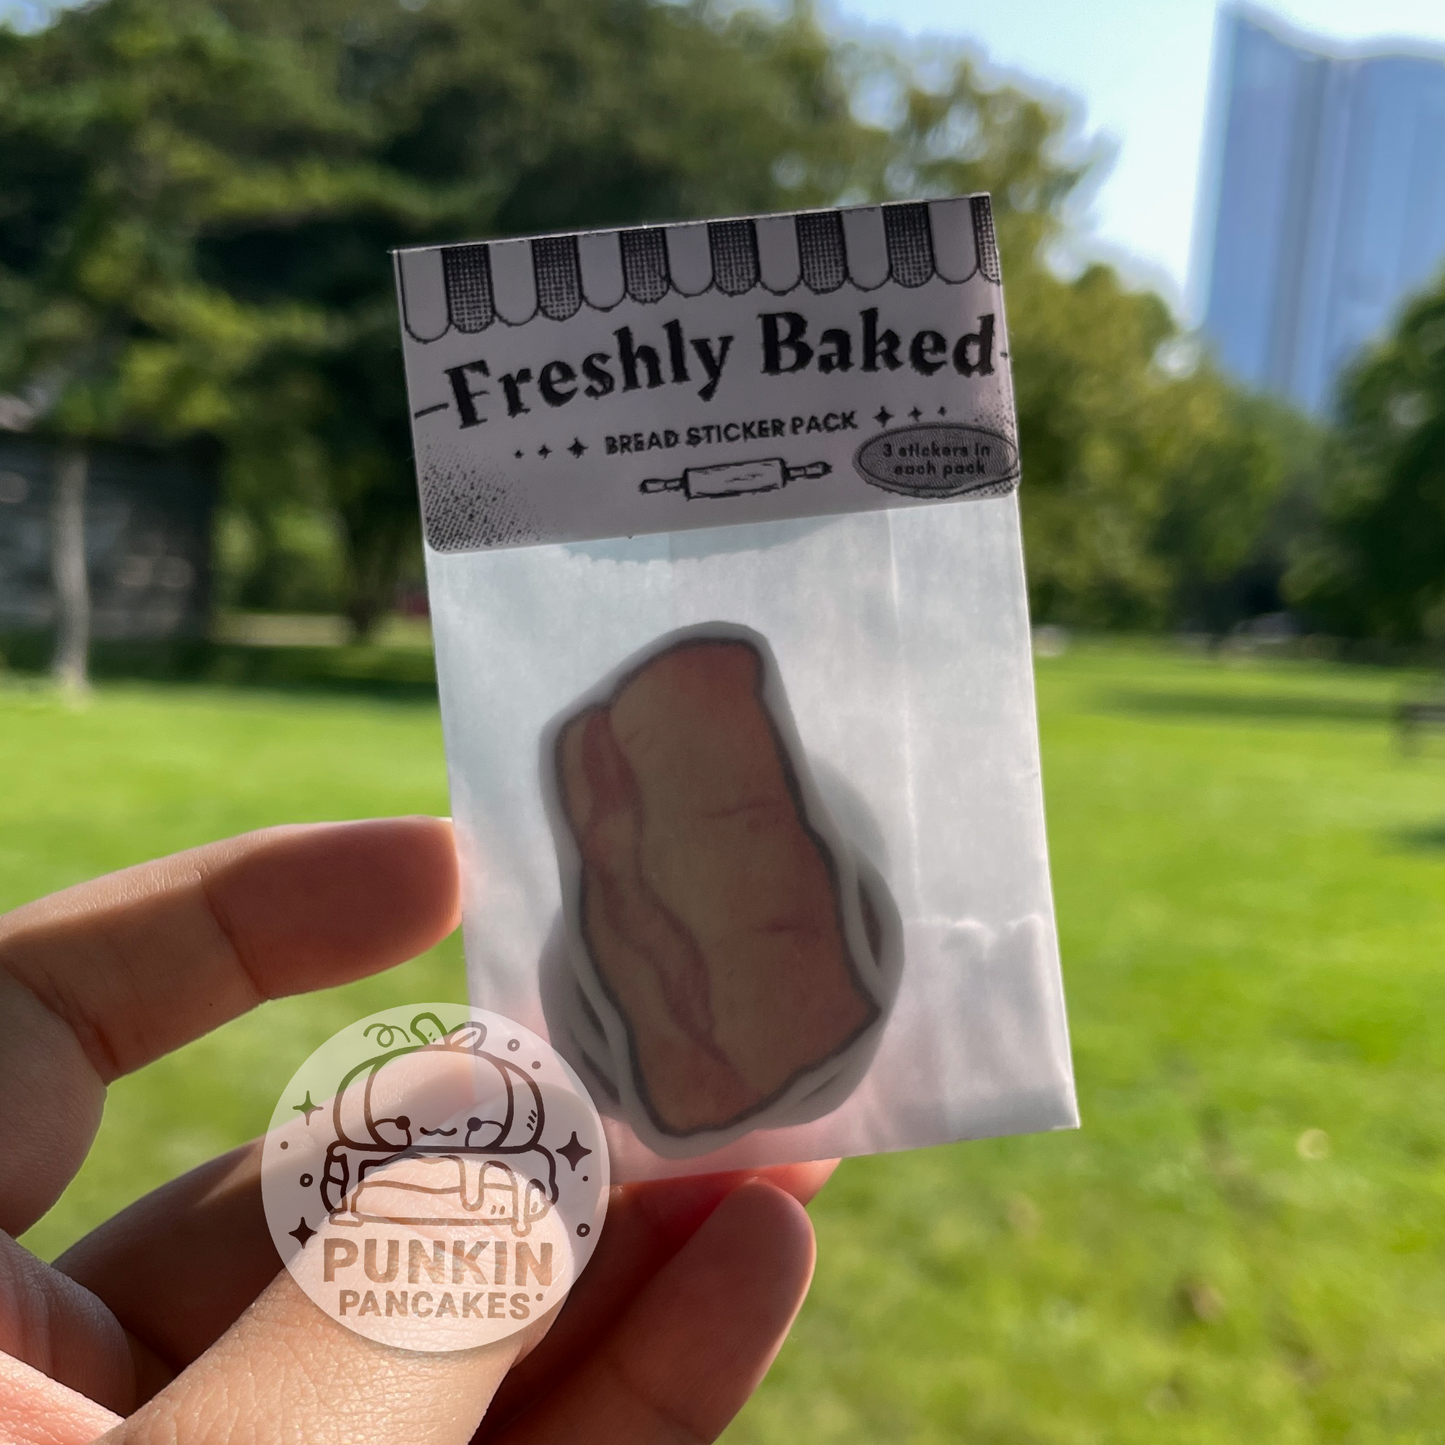 Freshly Baked
BREAD STICKER PACK
3 stickers in
each pack
PUNKIN
PANCAKES